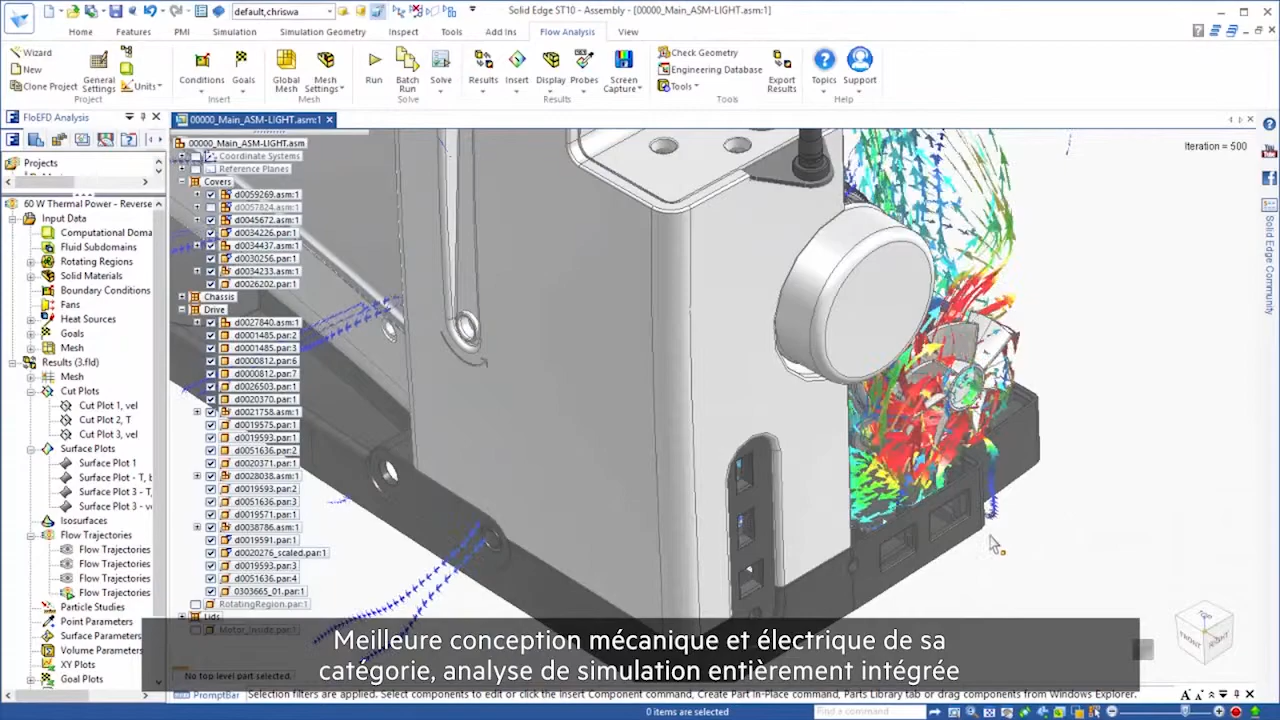 default,chriswa
Solid Edge ST10 - Assembly - [00000_Main_ASM-LIGHT.asm:1]
Home Features PMI Simulation Simulation Geometry Inspect Tools Add Ins Flow Analysis View
Wizard
New
Clone Project
General Settings
Units
Project
Conditions
Goals
Insert
Global Mesh
Mesh Settings
Mesh
Run
Batch Run
Solve
Solve
Results
Insert
Display
Probes
Screen Capture
Results
Check Geometry
Engineering Database
Tools
Export Results
Tools
Topics
Support
Help
FloEFD Analysis
00000_Main_ASM-LIGHT.asm:1
Projects
60 W Thermal Power - Reverse
Input Data
Computational Doma
Fluid Subdomains
Rotating Regions
Solid Materials
Boundary Conditions
Fans
Heat Sources
Goals
Mesh
Results (3.fld)
Mesh
Cut Plots
Cut Plot 1, vel
Cut Plot 2, T
Cut Plot 3, vel
Surface Plots
Surface Plot 1
Surface Plot - T, b
Surface Plot 3 - T,
Surface Plot 3 - v
Isosurfaces
Flow Trajectories
Flow Trajectories
Flow Trajectories
Flow Trajectories
Flow Trajectories
Particle Studies
Point Parameters
Surface Parameters
Volume Parameters
XY Plots
Goal Plots
00000_Main_ASM-LIGHT.asm
Coordinate Systems
Reference Planes
Covers
d0059269.asm:1
d0057824.asm:1
d0045672.asm:1
d0034226.par:1
d0034437.asm:1
d0030256.par:1
d0034233.asm:1
d0026202.par:1
Chassis
Drive
d0027840.asm:1
d0001485.par:2
d0001485.par:3
d0000812.par:6
d0000812.par:7
d0026503.par:1
d0020370.par:1
d0021758.asm:1
d0019575.par:1
d0019593.par:1
d0051636.par:2
d0020371.par:1
d0028038.asm:1
d0019593.par:2
d0051636.par:3
d0019571.par:1
d0038786.asm:1
d0019591.par:1
d0020276_scaled.par:1
d0019593.par:3
d0051636.par:4
0303665_01.par:1
RotatingRegion.par:1
Lids
Motor_Inside.par:1
Iteration = 500
Solid Edge Community
TOP
FRONT
RIGHT
Meilleure conception mécanique et électrique de sa
catégorie, analyse de simulation entièrement intégrée
No top level part selected.
PromptBar
Selection filters are applied. Select components to edit or click the Insert Component command, Create Part In-Place command, Parts Library tab or drag components from Windows Explorer.
0 items are selected
Find a command